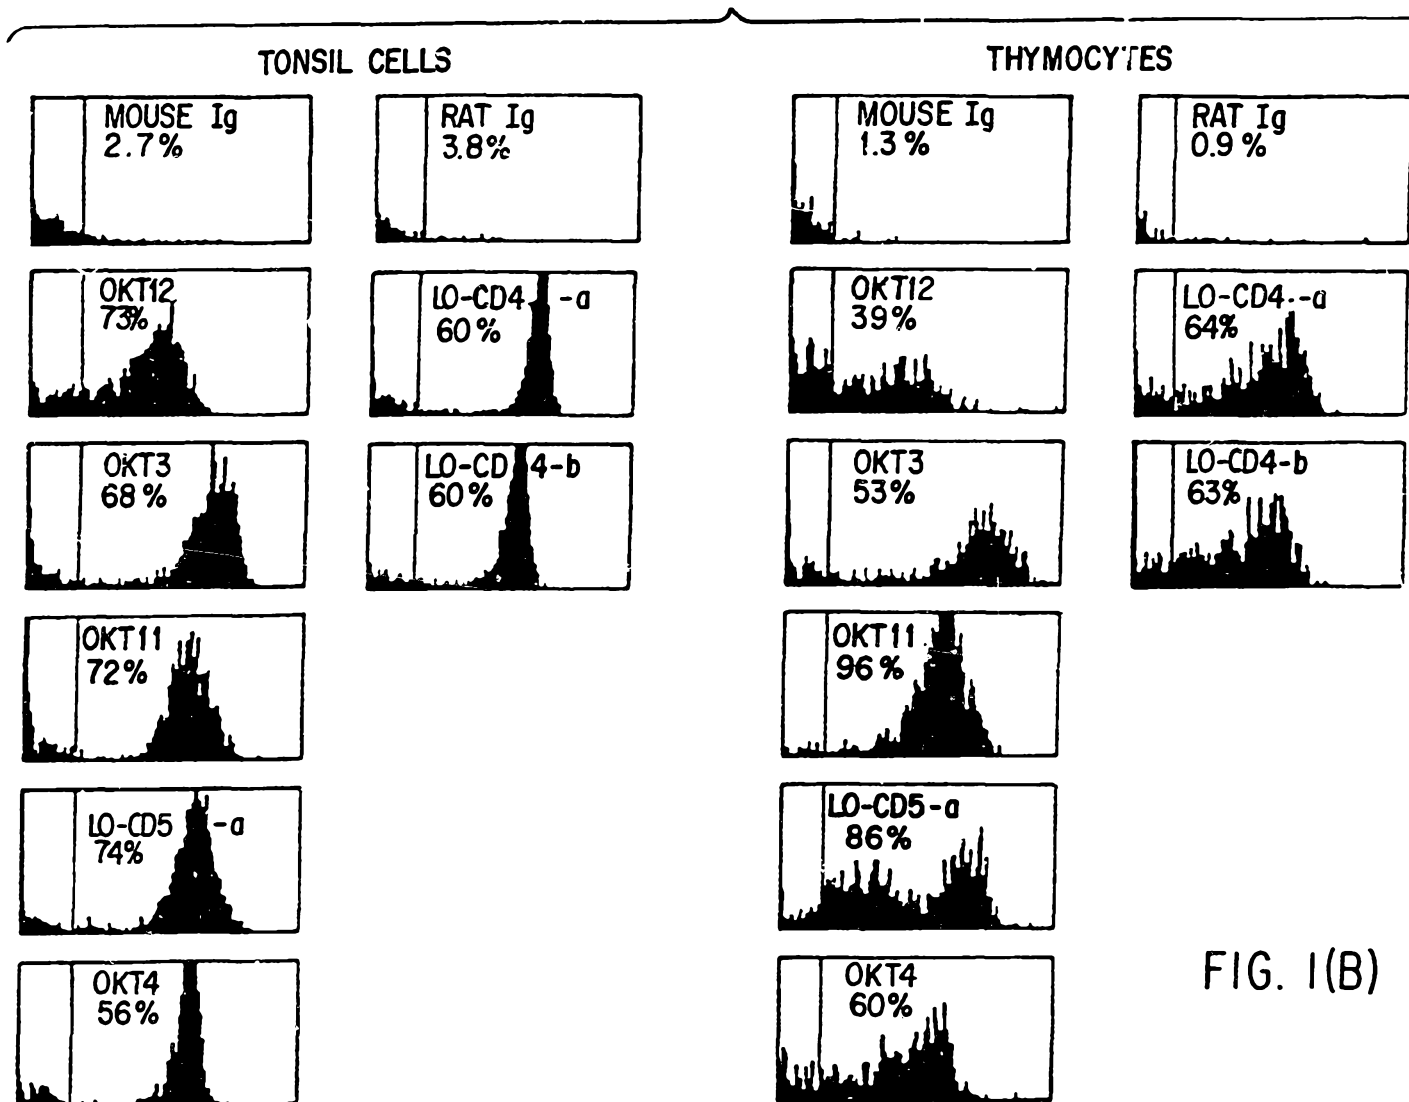 TONSIL CELLS
THYMOCYTES
MOUSE Ig
2.7%
RAT Ig
3.8%
MOUSE Ig
1.3%
RAT Ig
0.9%
OKT12
73%
LO-CD4 -a
60%
OKT12
39%
LO-CD4.-a
64%
OKT3
68%
LO-CD 4-b
60%
OKT3
53%
LO-CD4-b
63%
OKT11
72%
OKT11
96%
LO-CD5 -a
74%
LO-CD5-a
86%
OKT4
56%
OKT4
60%
FIG. 1(B)